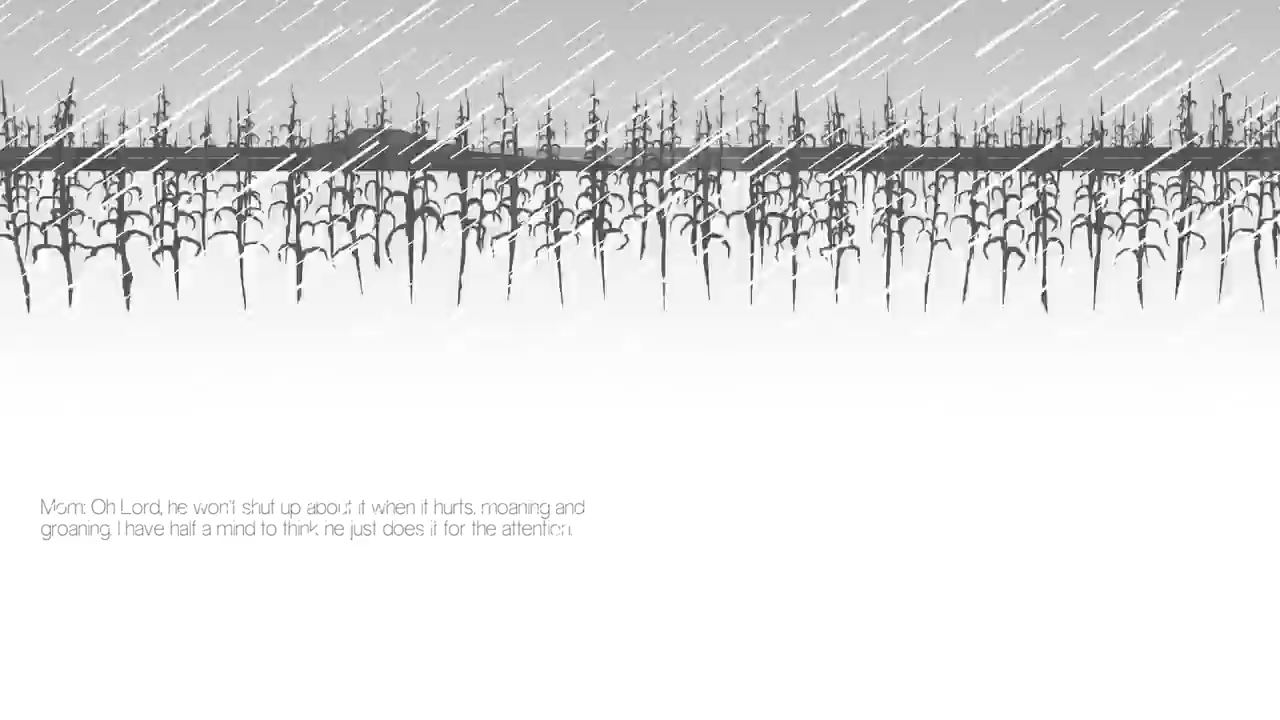 Mom: Oh Lord, he won't shut up about it when it hurts, moaning and
groaning. I have half a mind to think he just does it for the attention.